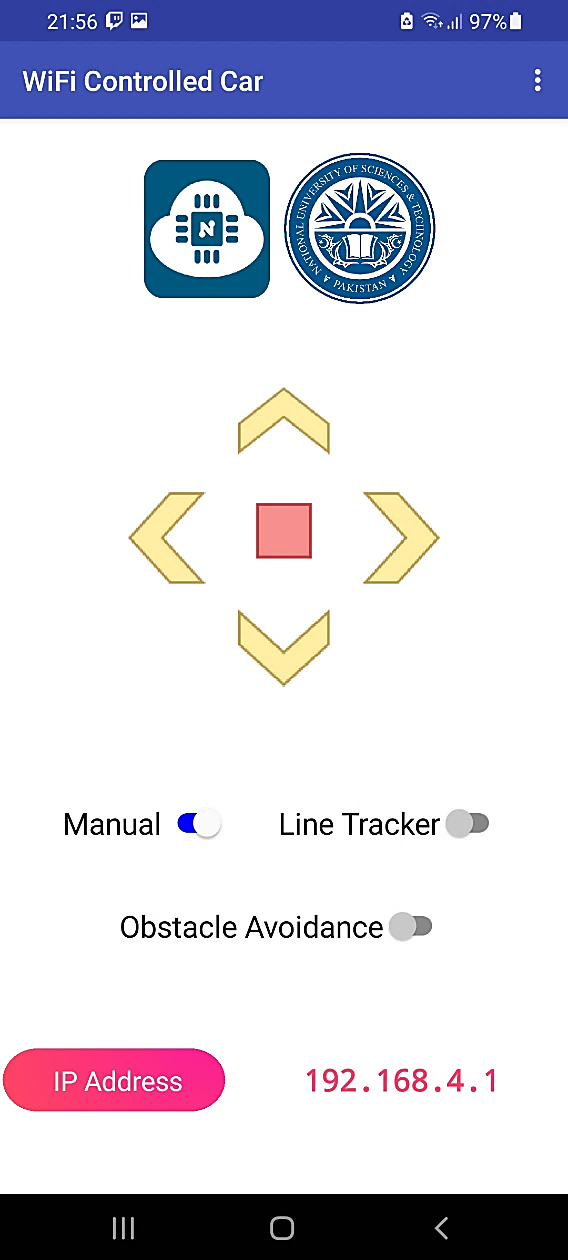 21:56 97%
WiFi Controlled Car
N
NATIONAL UNIVERSITY OF SCIENCES & TECHNOLOGY
PAKISTAN
Manual Line Tracker
Obstacle Avoidance
IP Address 192.168.4.1